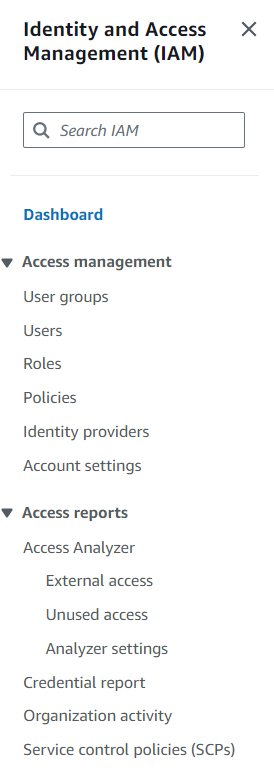 Identity and Access
Management (IAM)
Search IAM
Dashboard
Access management
User groups
Users
Roles
Policies
Identity providers
Account settings
Access reports
Access Analyzer
External access
Unused access
Analyzer settings
Credential report
Organization activity
Service control policies (SCPs)